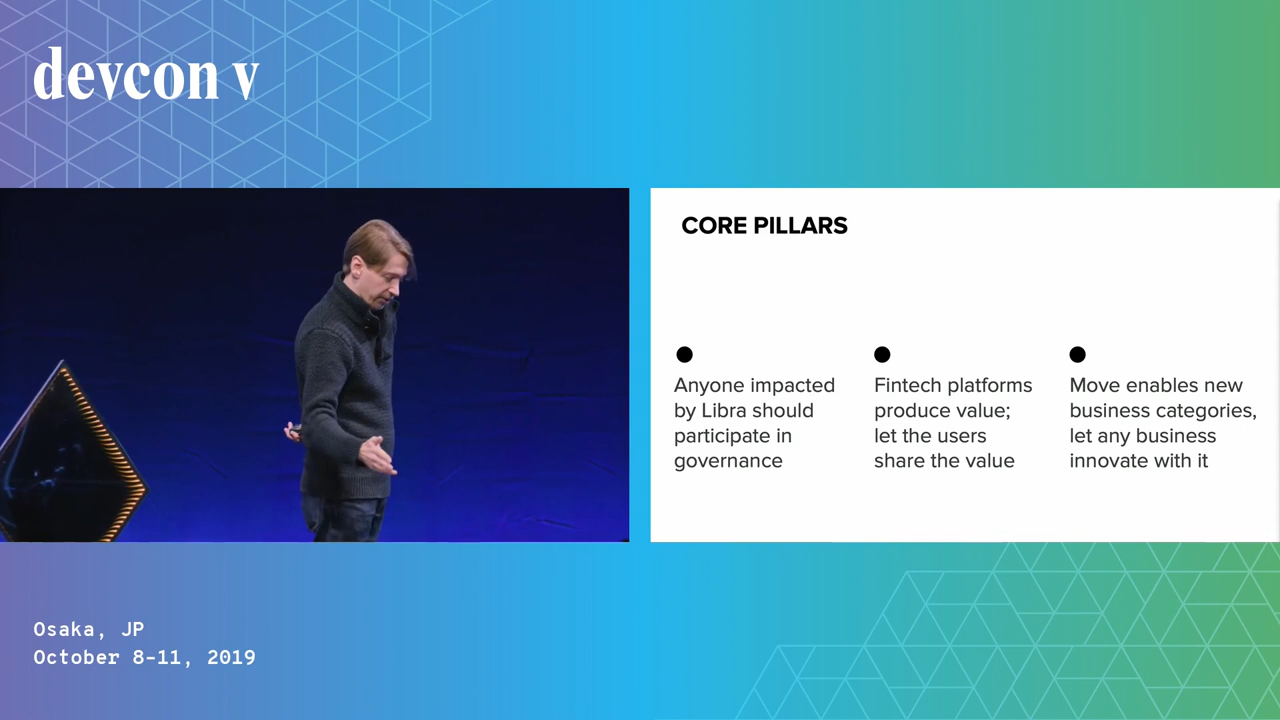 devcon v
CORE PILLARS
Anyone impacted
by Libra should
participate in
governance
Fintech platforms
produce value;
let the users
share the value
Move enables new
business categories,
let any business
innovate with it
Osaka, JP
October 8-11, 2019